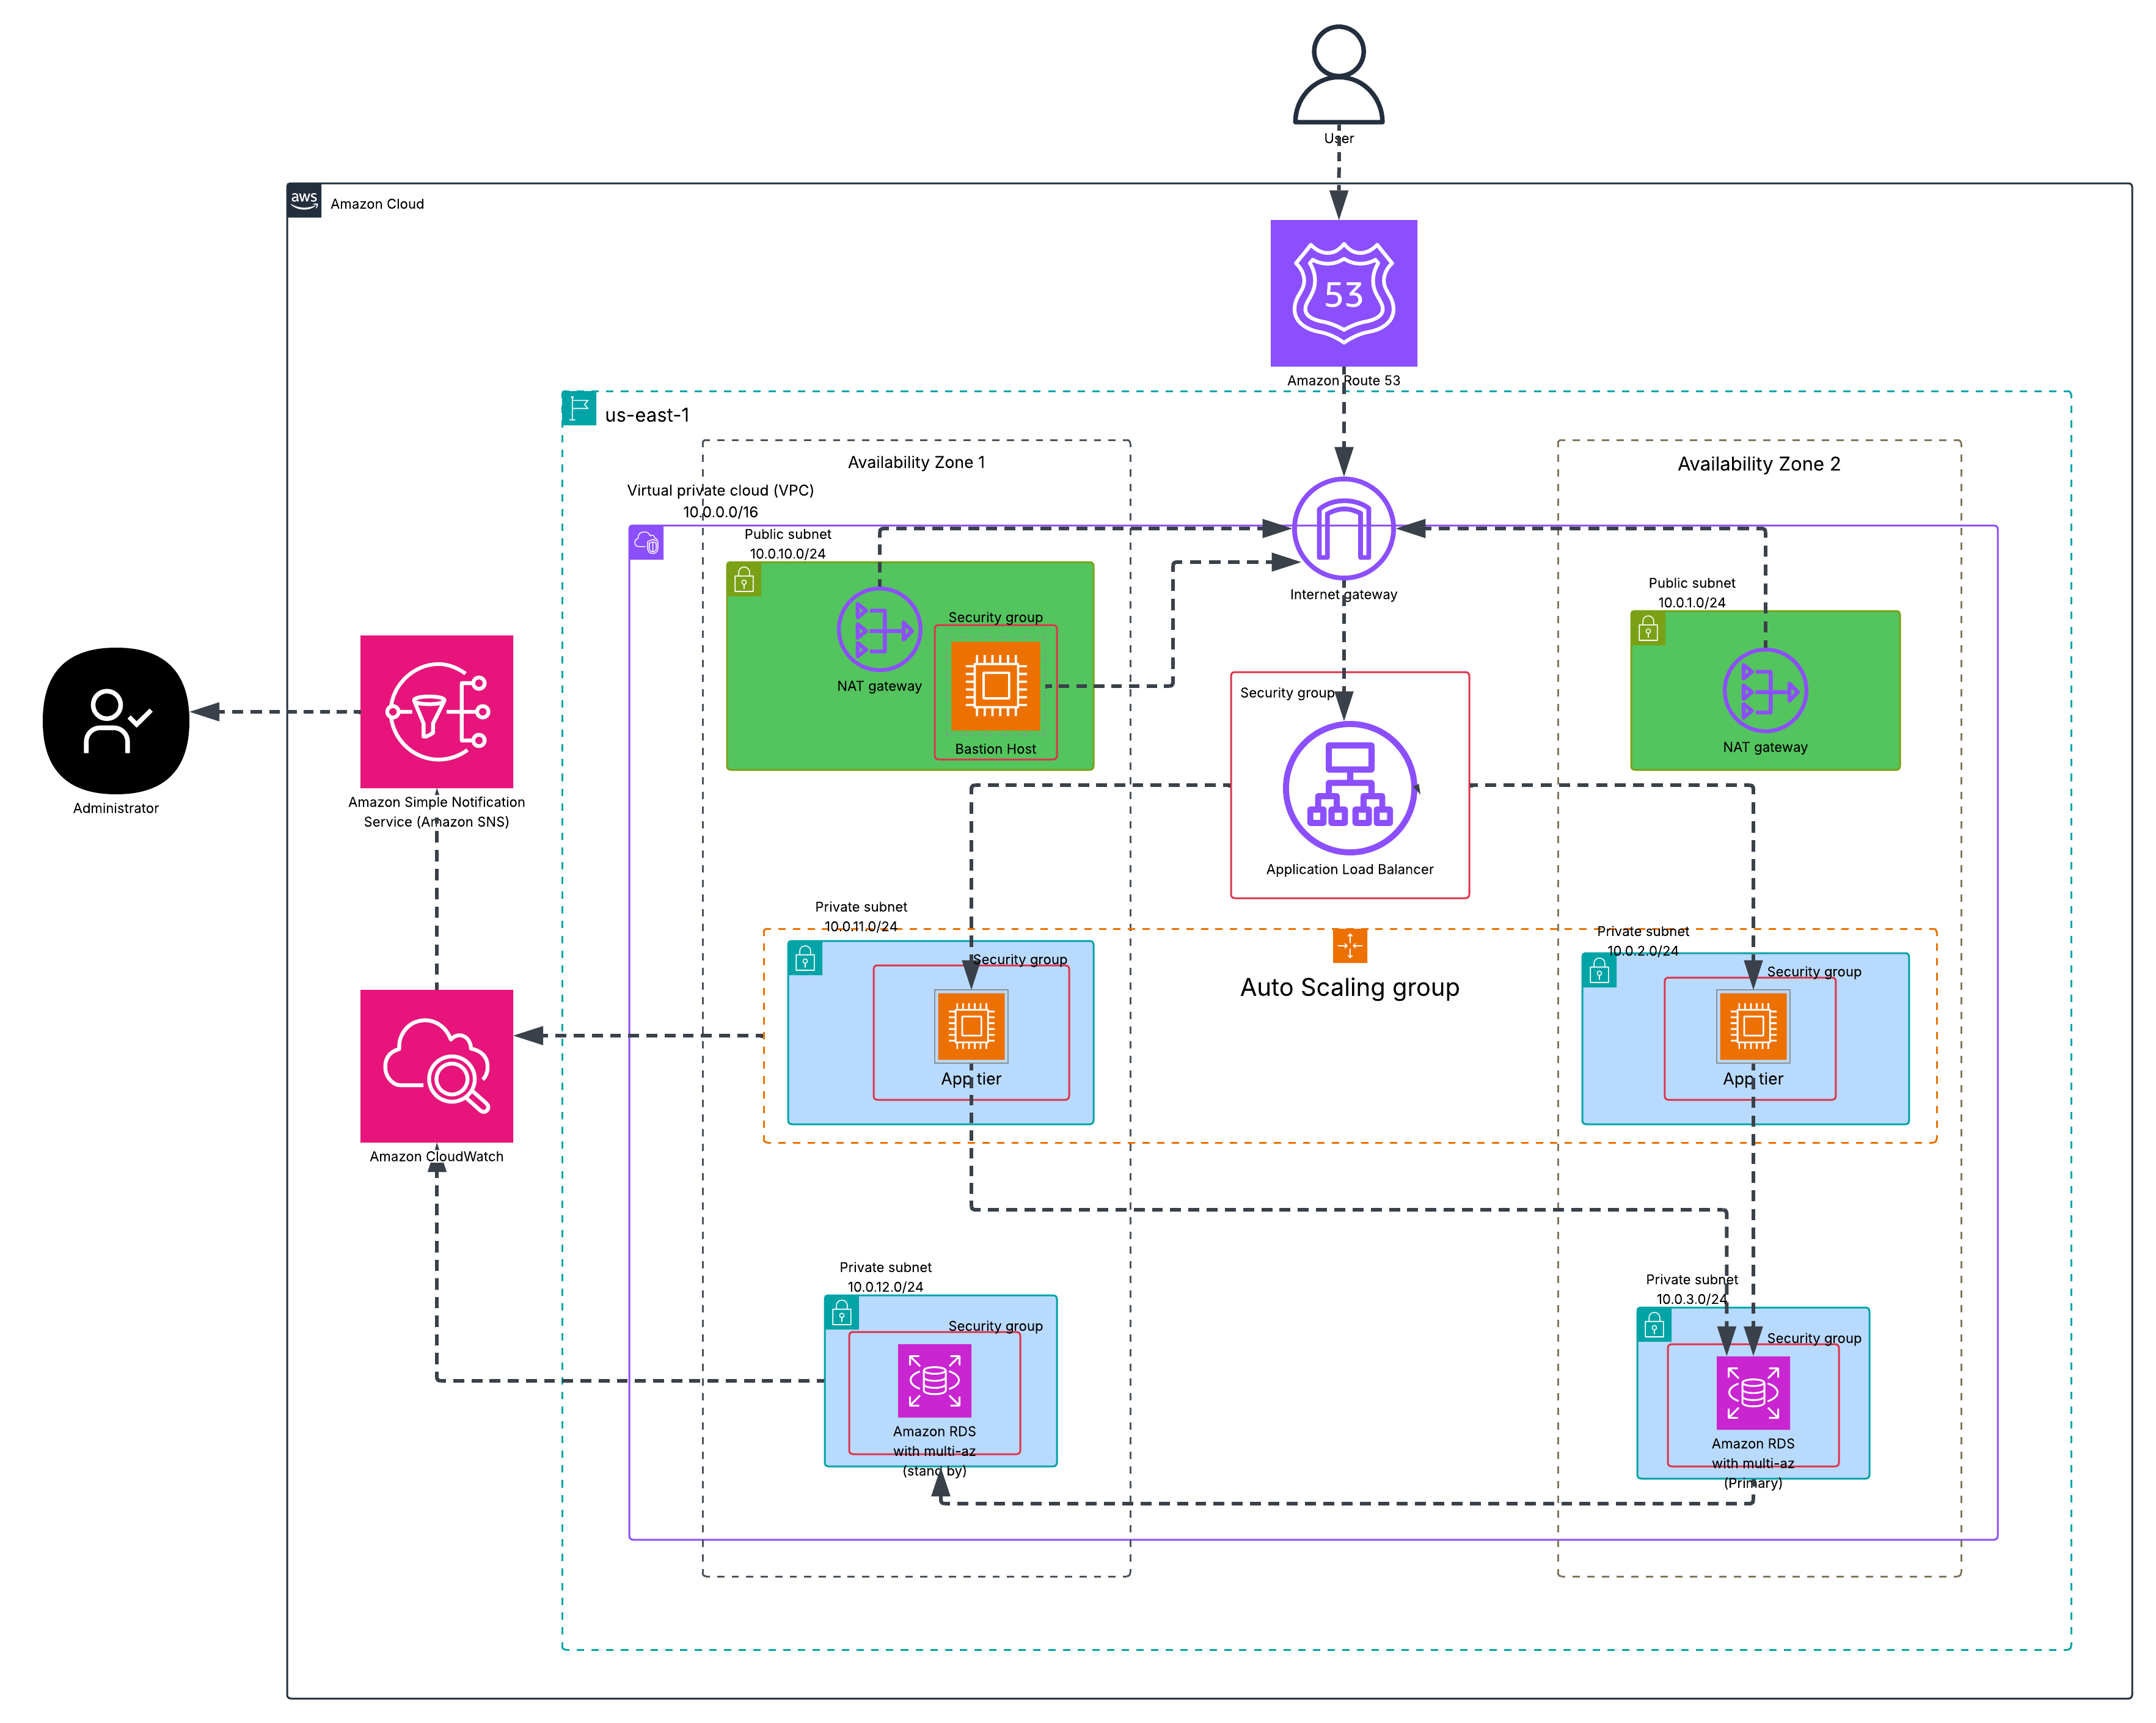 User
aws
Amazon Cloud
53
Amazon Route 53
us-east-1
Availability Zone 1
Availability Zone 2
Virtual private cloud (VPC)
10.0.0.0/16
Public subnet
10.0.10.0/24
Public subnet
10.0.1.0/24
Internet gateway
Security group
NAT gateway
Bastion Host
Security group
NAT gateway
Administrator
Amazon Simple Notification
Service (Amazon SNS)
Application Load Balancer
Private subnet
10.0.11.0/24
Private subnet
10.0.2.0/24
Security group
Security group
Auto Scaling group
App tier
App tier
Amazon CloudWatch
Private subnet
10.0.12.0/24
Private subnet
10.0.3.0/24
Security group
Security group
Amazon RDS
with multi-az
(stand by)
Amazon RDS
with multi-az
(Primary)